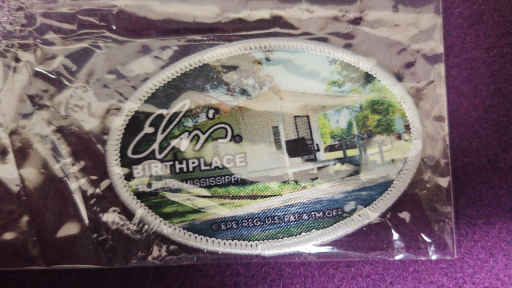 Elvis®
BIRTHPLACE
MISSISSIPPI
© EPE. REG. U.S. PAT & TM OFF.